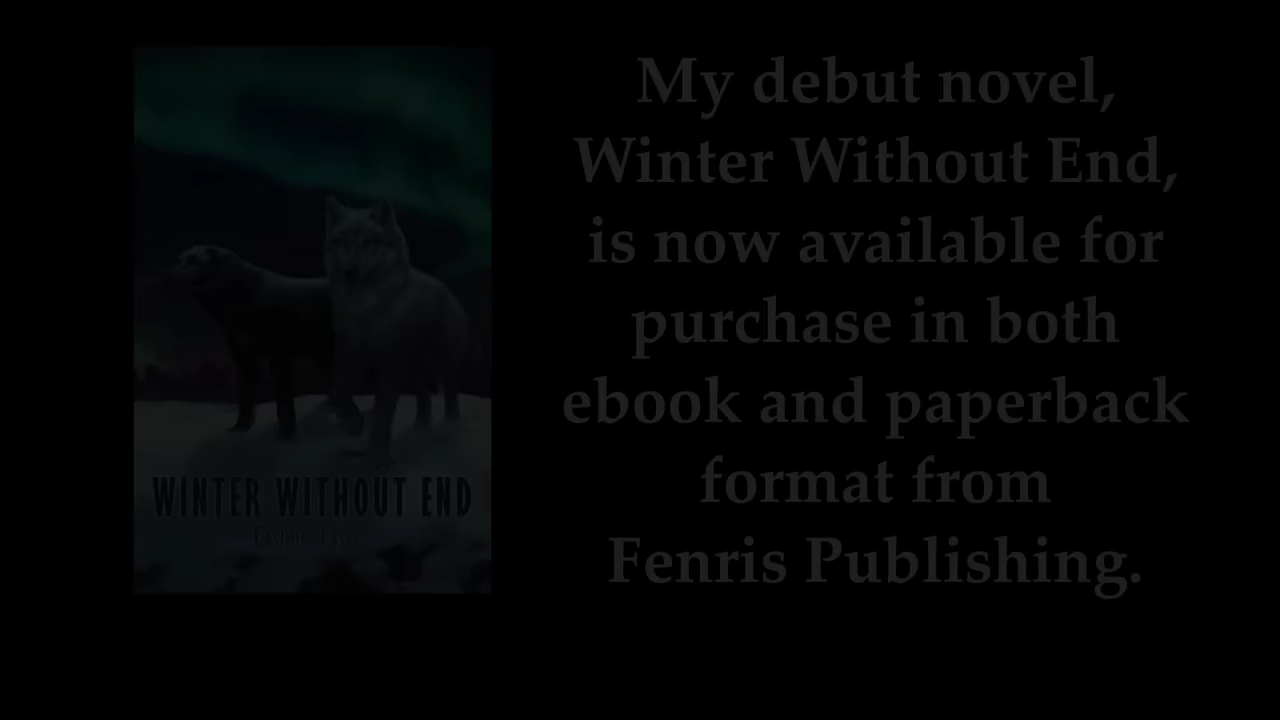 My debut novel,
Winter Without End,
is now available for
purchase in both
ebook and paperback
format from
Fenris Publishing.
WINTER WITHOUT END